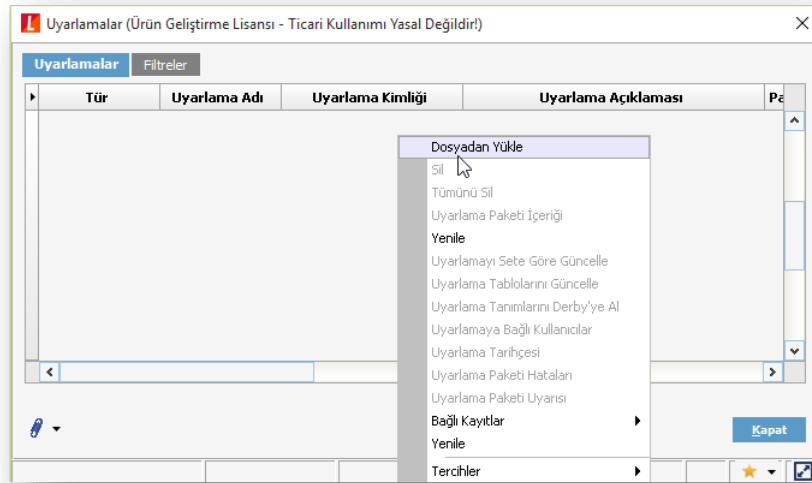 Uyarlamalar (Ürün Geliştirme Lisansı - Ticari Kullanımı Yasal Değildir!)
Uyarlamalar Filtreler
Tür Uyarlama Adı Uyarlama Kimliği Uyarlama Açıklaması Pa
Dosyadan Yükle
Sil
Tümünü Sil
Uyarlama Paketi İçeriği
Yenile
Uyarlamayı Sete Göre Güncelle
Uyarlama Tablolarını Güncelle
Uyarlama Tanımlarını Derby'ye Al
Uyarlamaya Bağlı Kullanıcılar
Uyarlama Tarihçesi
Uyarlama Paketi Hataları
Uyarlama Paketi Uyarısı
Bağlı Kayıtlar
Yenile
Tercihler
Kapat